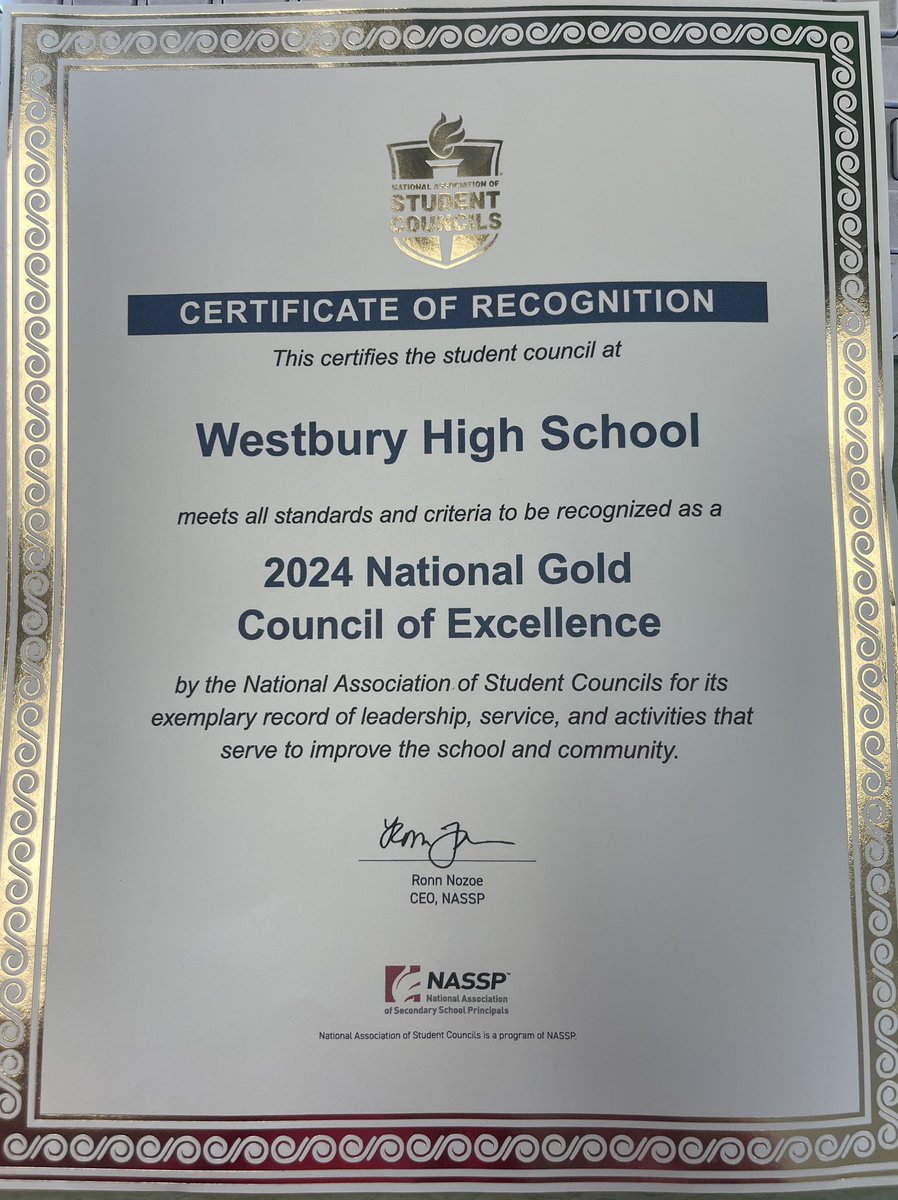 NATIONAL ASSOCIATION OF
STUDENT
COUNCILS
CERTIFICATE OF RECOGNITION
This certifies the student council at
Westbury High School
meets all standards and criteria to be recognized as a
2024 National Gold
Council of Excellence
by the National Association of Student Councils for its
exemplary record of leadership, service, and activities that
serve to improve the school and community.
Ronn Nozoe
CEO, NASSP
NASSP™
National Association
of Secondary School Principals
National Association of Student Councils is a program of NASSP.